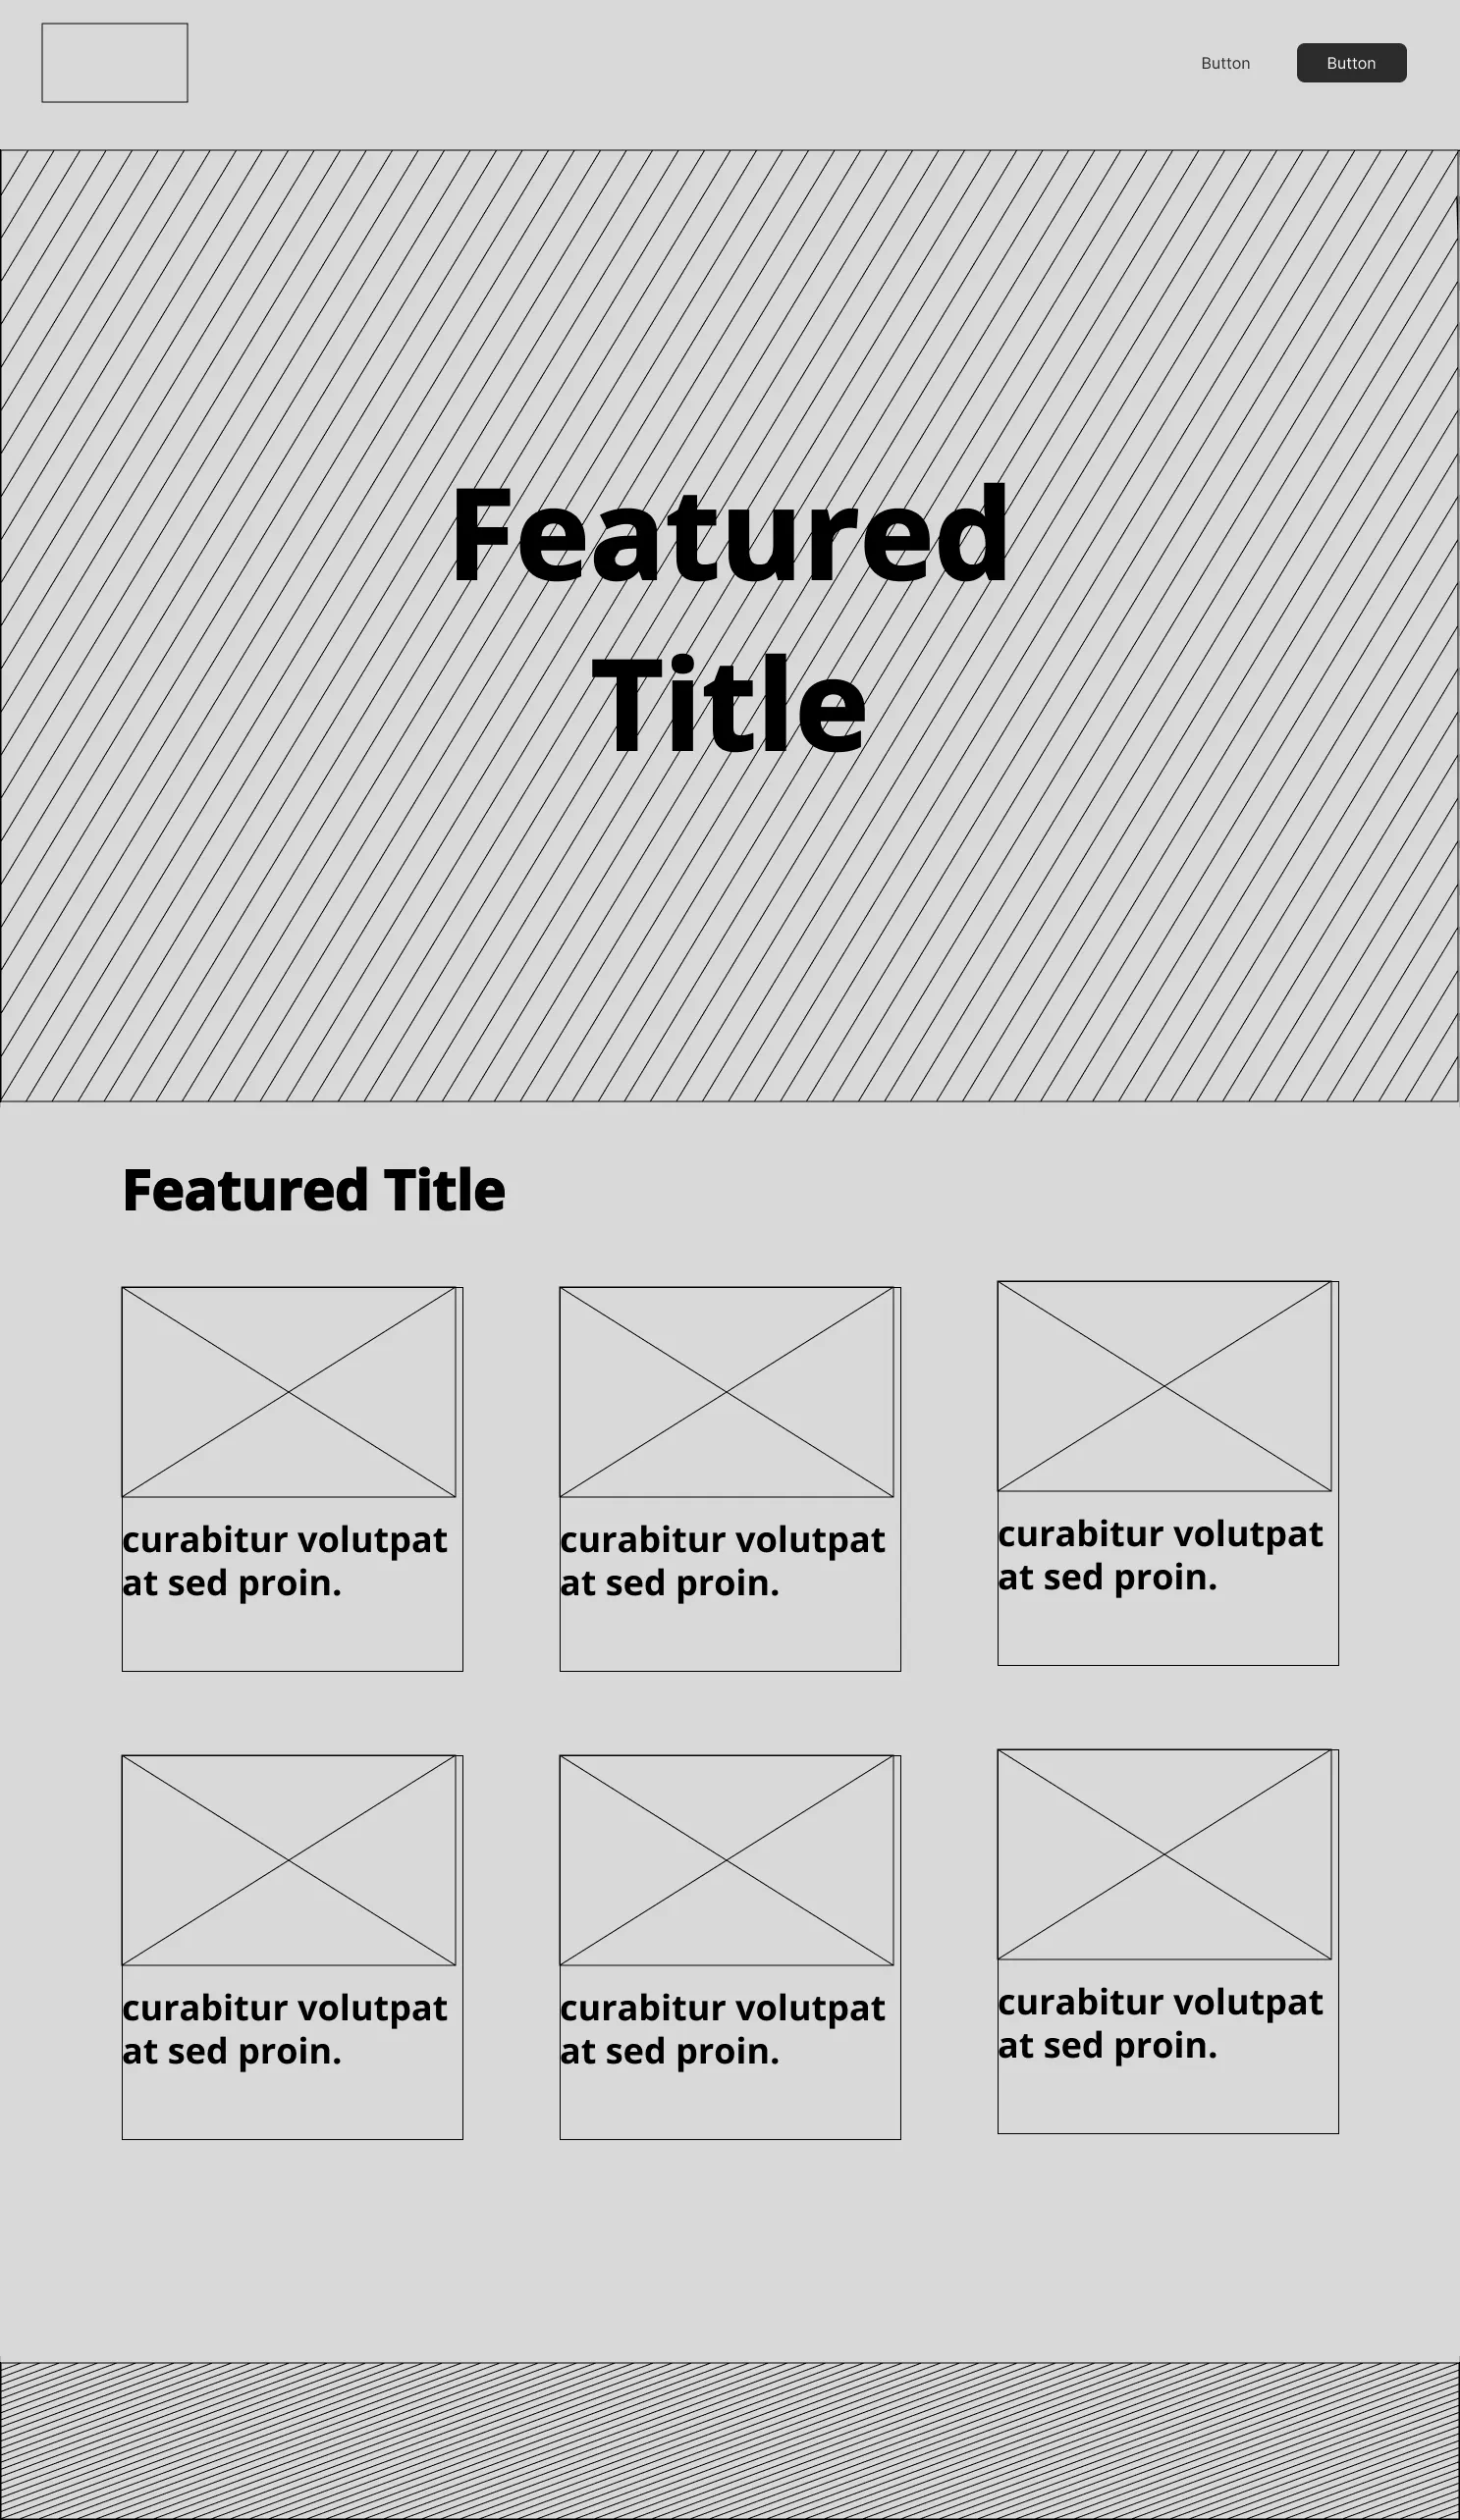 Button
Button
Featured
Title
Featured Title
curabitur volutpat
at sed proin.
curabitur volutpat
at sed proin.
curabitur volutpat
at sed proin.
curabitur volutpat
at sed proin.
curabitur volutpat
at sed proin.
curabitur volutpat
at sed proin.